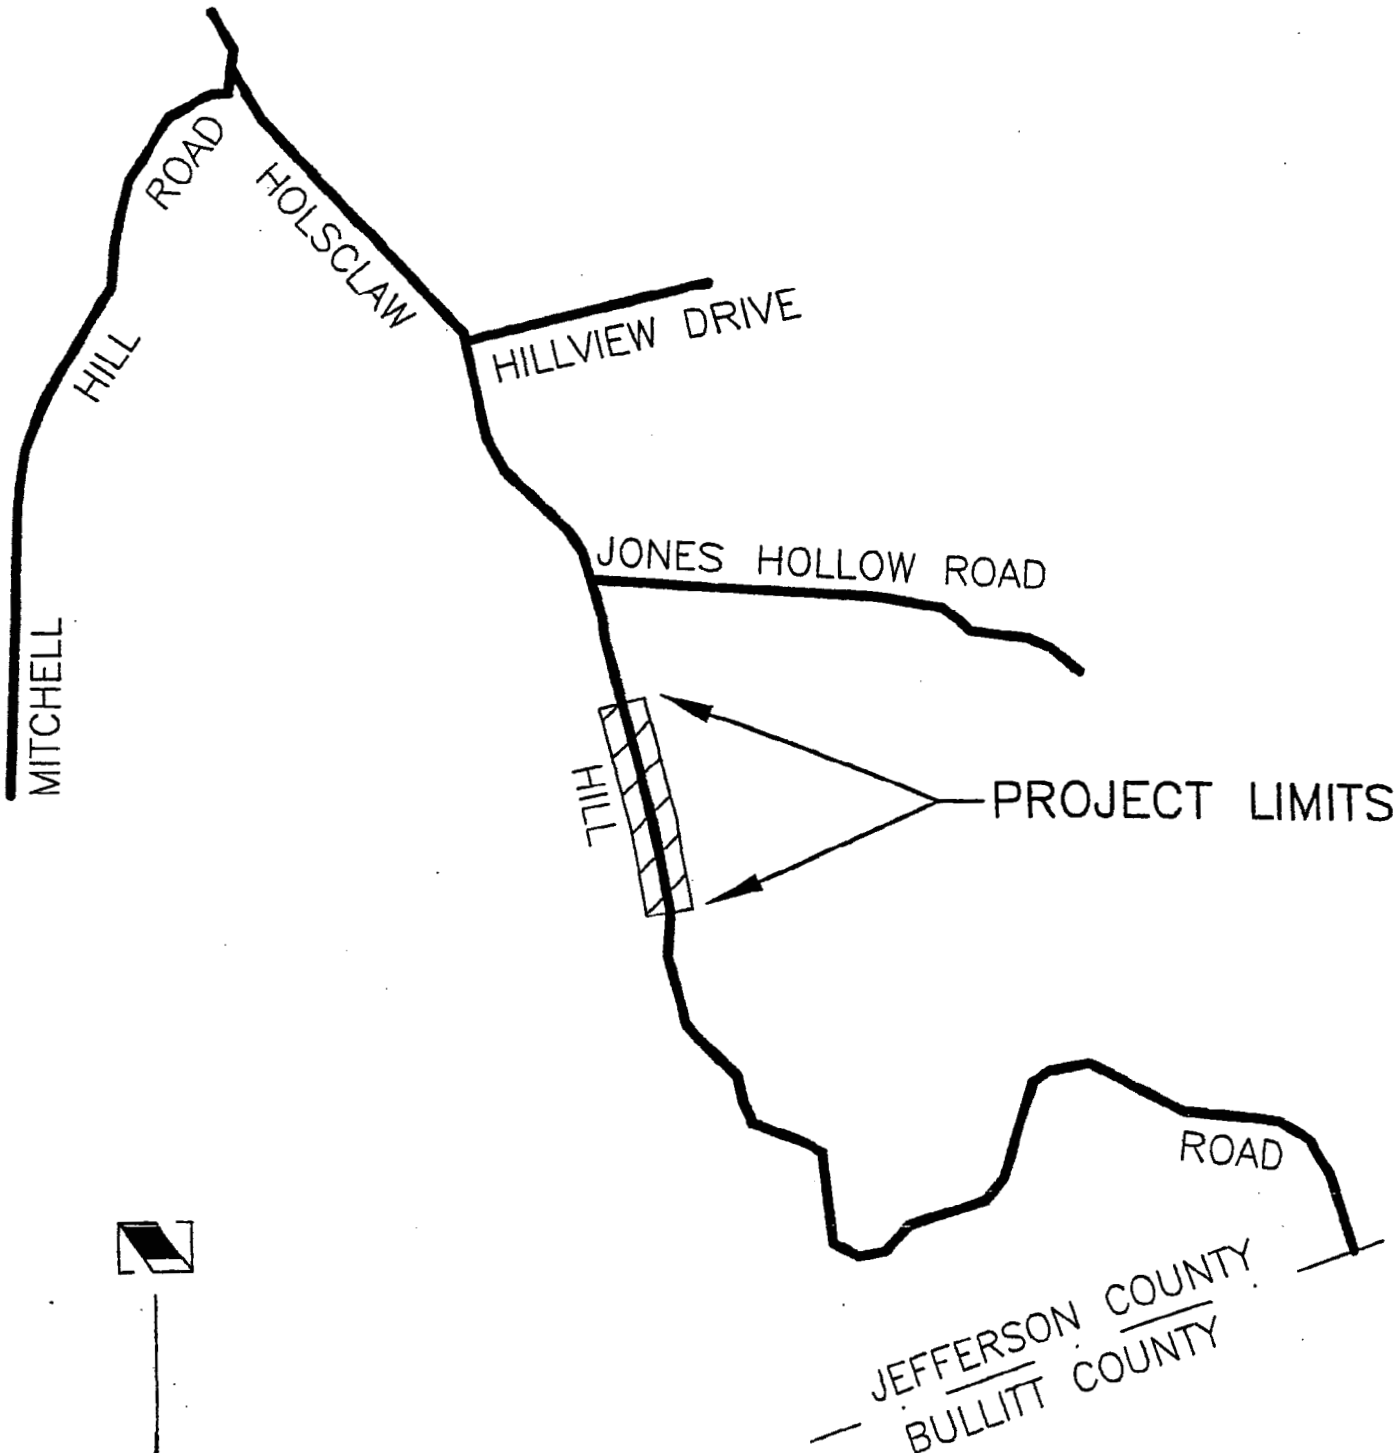 ROAD
HOLSCLAW
HILLVIEW DRIVE
HILL
JONES HOLLOW ROAD
MITCHELL
HILL
PROJECT LIMITS
ROAD
JEFFERSON COUNTY
BULLITT COUNTY